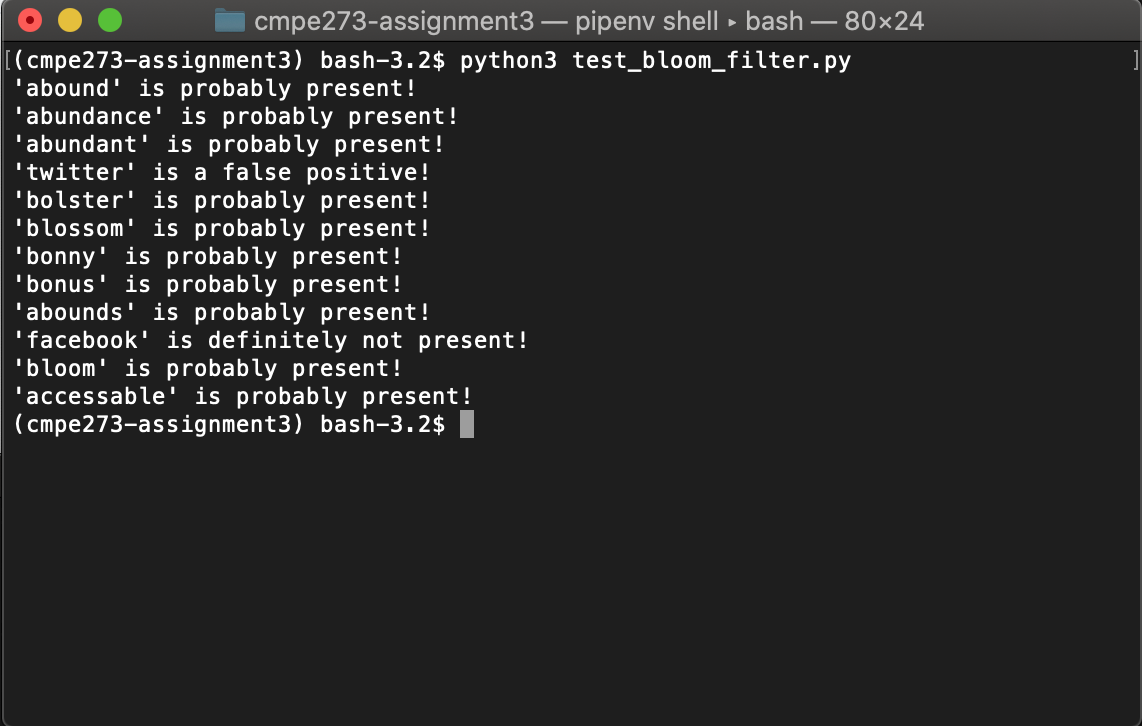 cmpe273-assignment3 — pipenv shell ▸ bash — 80×24
[(cmpe273-assignment3) bash-3.2$ python3 test_bloom_filter.py ]
'abound' is probably present!
'abundance' is probably present!
'abundant' is probably present!
'twitter' is a false positive!
'bolster' is probably present!
'blossom' is probably present!
'bonny' is probably present!
'bonus' is probably present!
'abounds' is probably present!
'facebook' is definitely not present!
'bloom' is probably present!
'accessable' is probably present!
(cmpe273-assignment3) bash-3.2$